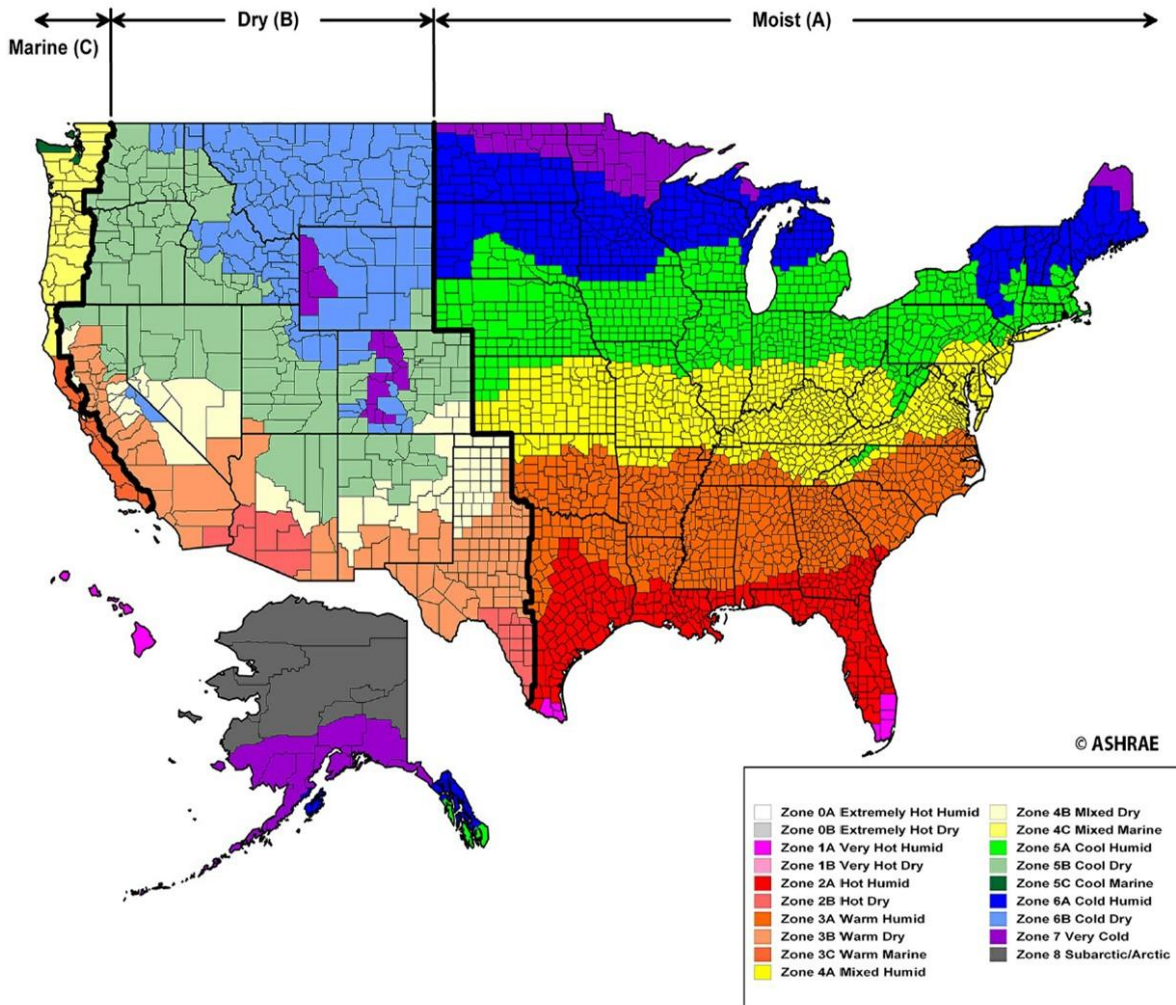 Marine (C)
Dry (B)
Moist (A)
© ASHRAE
Zone 0A Extremely Hot Humid
Zone 0B Extremely Hot Dry
Zone 1A Very Hot Humid
Zone 1B Very Hot Dry
Zone 2A Hot Humid
Zone 2B Hot Dry
Zone 3A Warm Humid
Zone 3B Warm Dry
Zone 3C Warm Marine
Zone 4A Mixed Humid
Zone 4B MIxed Dry
Zone 4C Mixed Marine
Zone 5A Cool Humid
Zone 5B Cool Dry
Zone 5C Cool Marine
Zone 6A Cold Humid
Zone 6B Cold Dry
Zone 7 Very Cold
Zone 8 Subarctic/Arctic